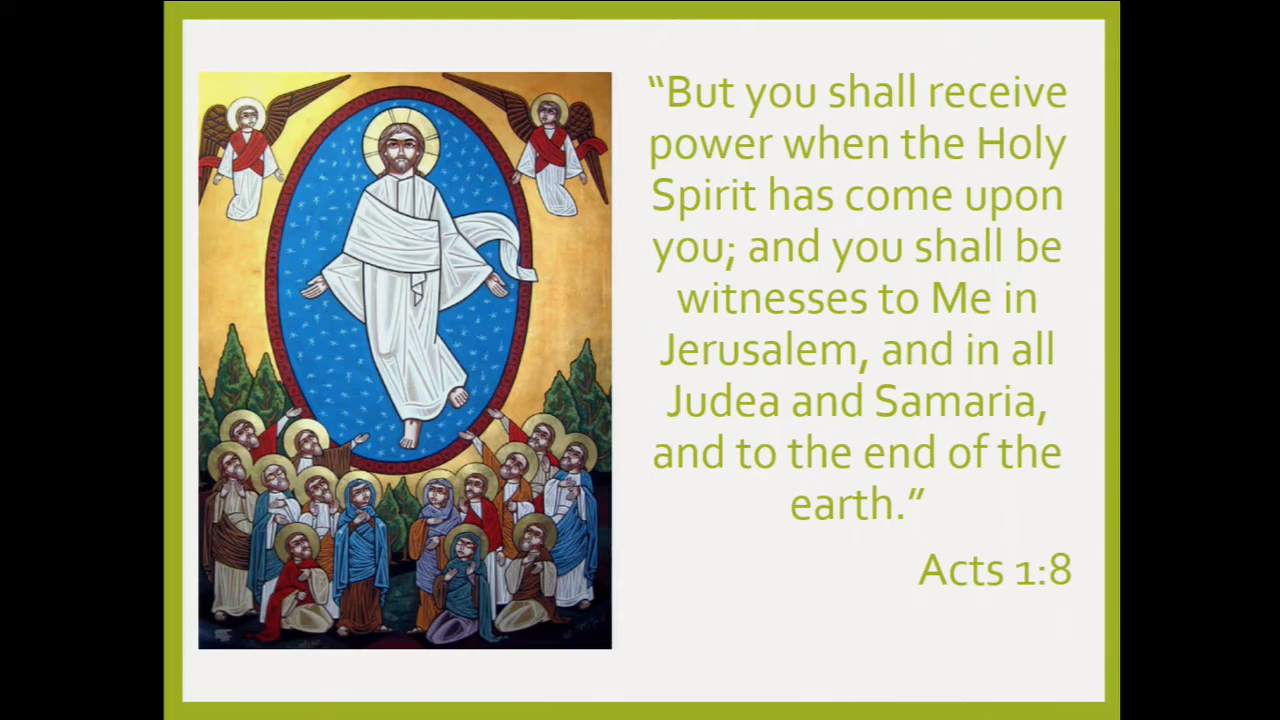 “But you shall receive
power when the Holy
Spirit has come upon
you; and you shall be
witnesses to Me in
Jerusalem, and in all
Judea and Samaria,
and to the end of the
earth.”
Acts 1:8